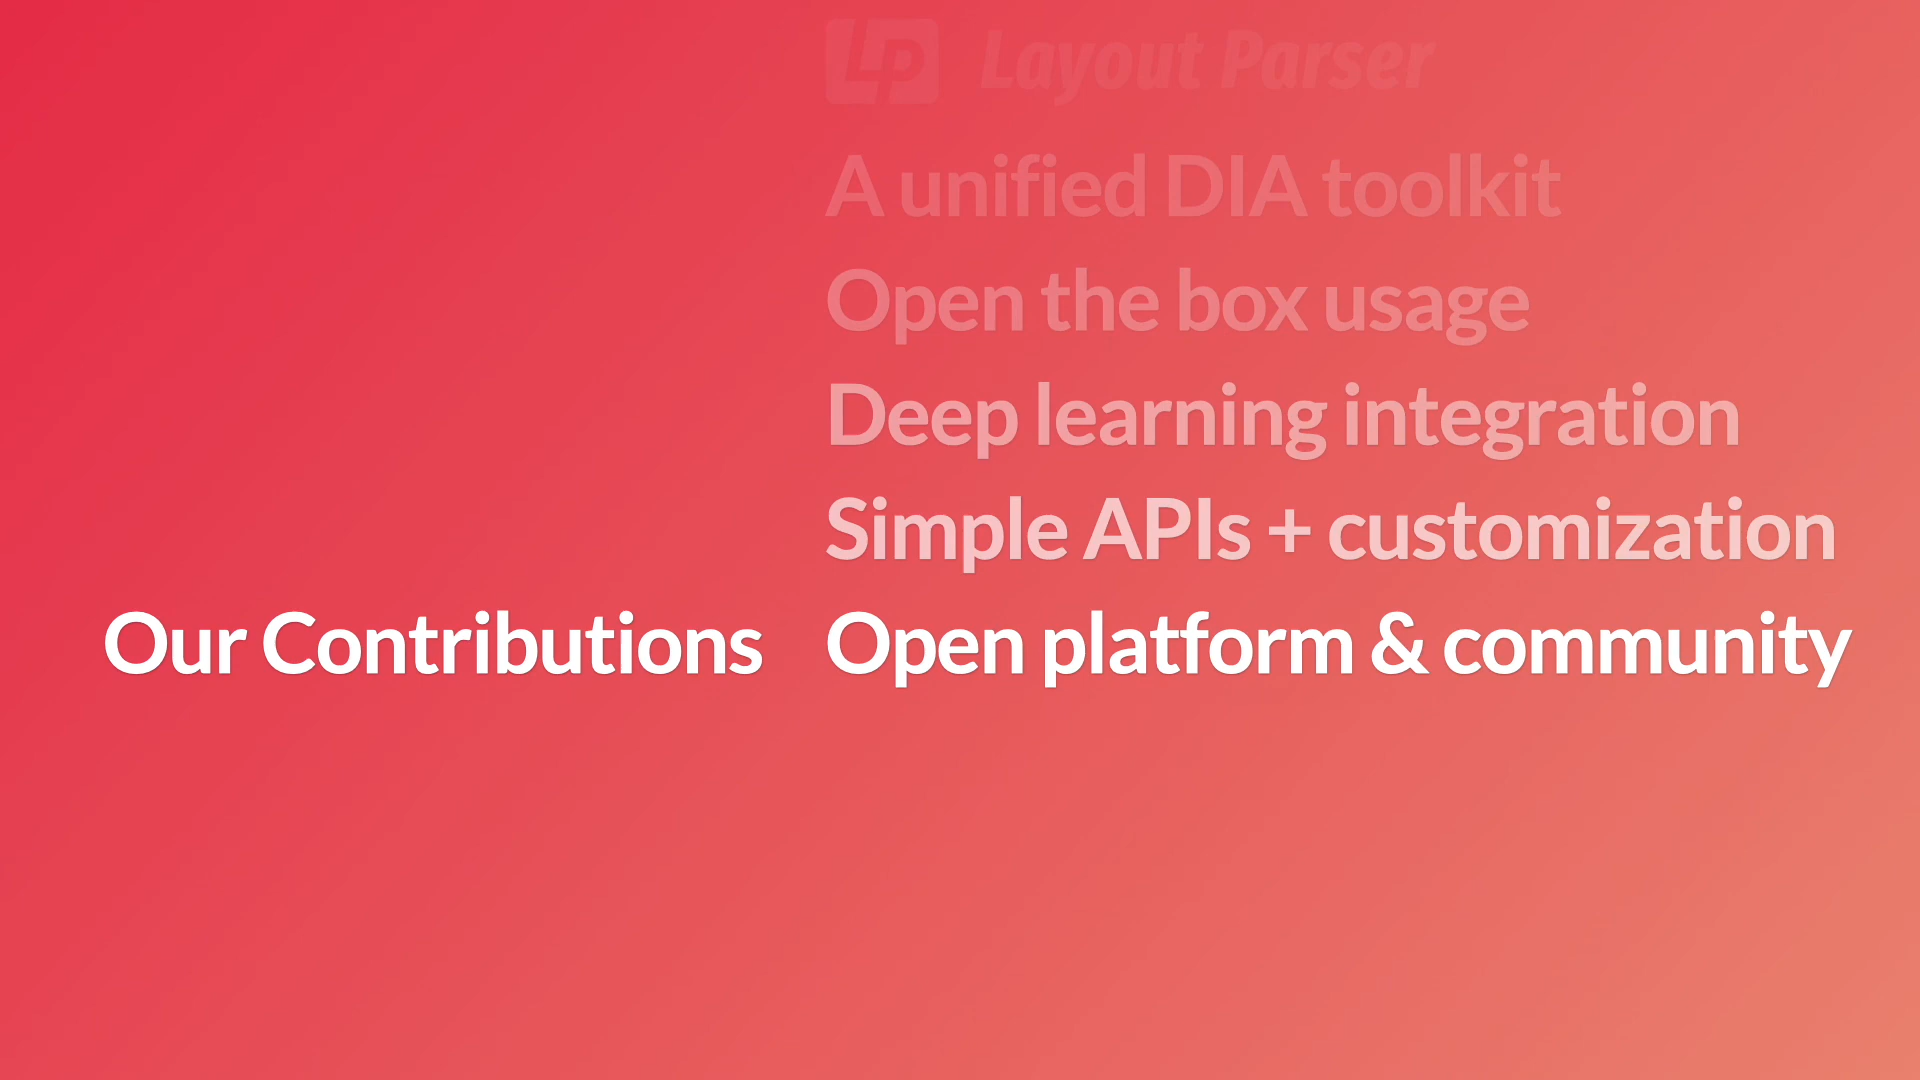 LP Layout Parser
A unified DIA toolkit
Open the box usage
Deep learning integration
Simple APIs + customization
Our Contributions Open platform & community